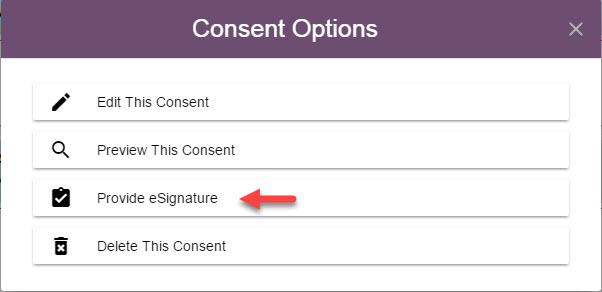 Consent Options
Edit This Consent
Preview This Consent
Provide eSignature
Delete This Consent